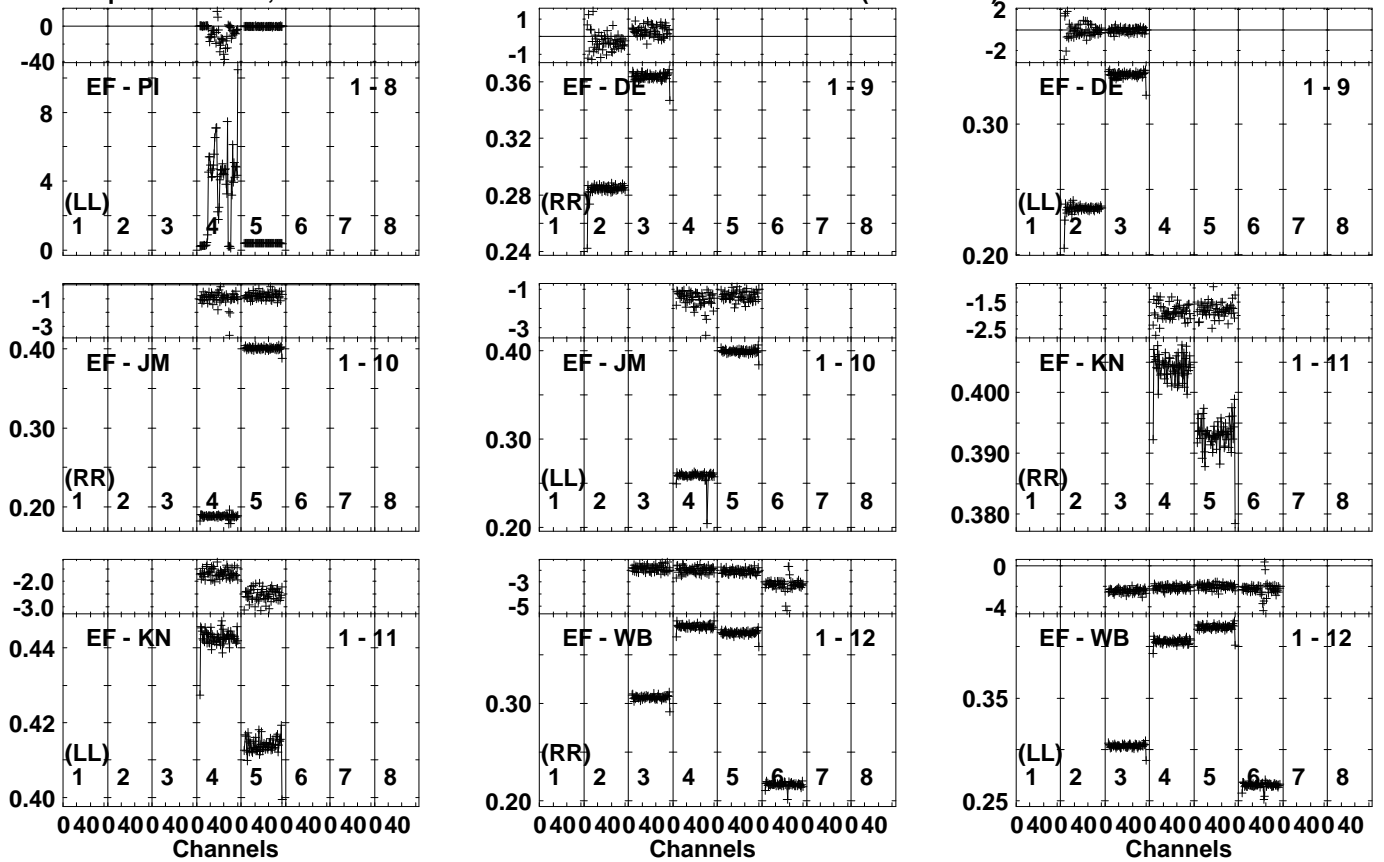 0
-40
EF - PI 1 - 8
8
4
(LL)
1 2 3 4 5 6 7 8
0
1
-1
0.36
EF - DE 1 - 9
0.32
0.28
(RR)
1 2 3 4 5 6 7 8
0.24
2
-2
EF - DE 1 - 9
0.30
(LL)
1 2 3 4 5 6 7 8
0.20
-1
-3
0.40
EF - JM 1 - 10
0.30
(RR)
1 2 3 4 5 6 7 8
0.20
-1
-3
0.40
EF - JM 1 - 10
0.30
(LL)
1 2 3 4 5 6 7 8
0.20
-1.5
-2.5
EF - KN 1 - 11
0.400
0.390
(RR)
1 2 3 4 5 6 7 8
0.380
-2.0
-3.0
EF - KN 1 - 11
0.44
0.42
(LL)
1 2 3 4 5 6 7 8
0.40
0 40 0 40 0 40 0 40 0 40 0 40 0 40 0 40
Channels
-3
-5
EF - WB 1 - 12
0.30
(RR)
1 2 3 4 5 6 7 8
0.20
0 40 0 40 0 40 0 40 0 40 0 40 0 40 0 40
Channels
0
-4
EF - WB 1 - 12
0.35
(LL)
1 2 3 4 5 6 7 8
0.25
0 40 0 40 0 40 0 40 0 40 0 40 0 40 0 40
Channels